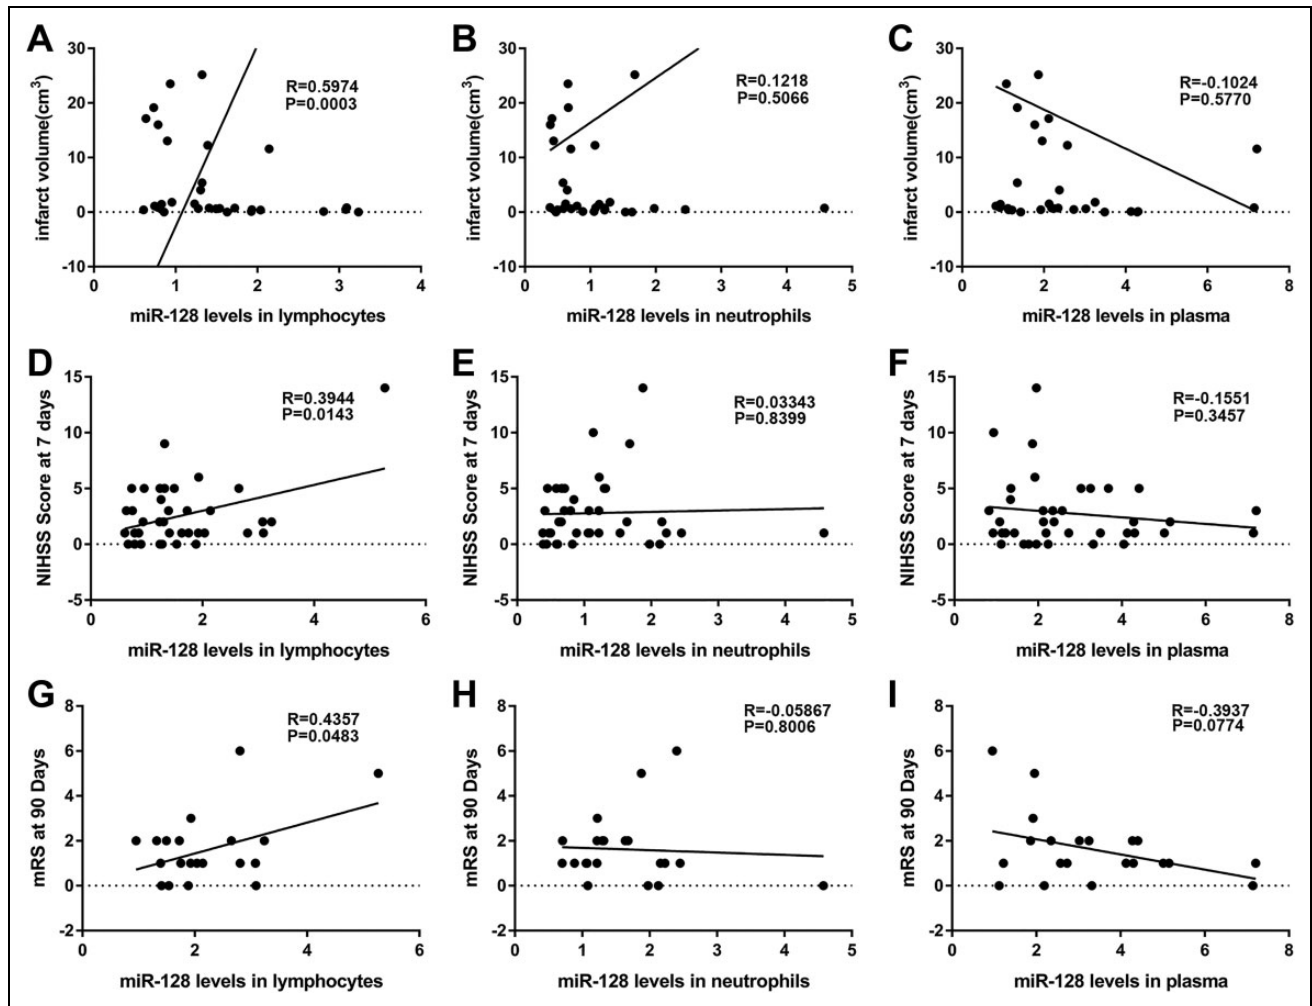 A
infarct volume(cm³)
30
20
10
0
-10
R=0.5974
P=0.0003
0 1 2 3 4
miR-128 levels in lymphocytes
B
infarct volume(cm³)
30
20
10
0
-10
R=0.1218
P=0.5066
0 1 2 3 4 5
miR-128 levels in neutrophils
C
infarct volume(cm³)
30
20
10
0
-10
R=-0.1024
P=0.5770
0 2 4 6 8
miR-128 levels in plasma
D
NIHSS Score at 7 days
15
10
5
0
-5
R=0.3944
P=0.0143
0 2 4 6
miR-128 levels in lymphocytes
E
NIHSS Score at 7 days
15
10
5
0
-5
R=0.03343
P=0.8399
0 1 2 3 4 5
miR-128 levels in neutrophils
F
NIHSS Score at 7 days
15
10
5
0
-5
R=-0.1551
P=0.3457
0 2 4 6 8
miR-128 levels in plasma
G
mRS at 90 Days
8
6
4
2
0
-2
R=0.4357
P=0.0483
0 2 4 6
miR-128 levels in lymphocytes
H
mRS at 90 Days
8
6
4
2
0
-2
R=-0.05867
P=0.8006
0 1 2 3 4 5
miR-128 levels in neutrophils
I
mRS at 90 Days
8
6
4
2
0
-2
R=-0.3937
P=0.0774
0 2 4 6 8
miR-128 levels in plasma